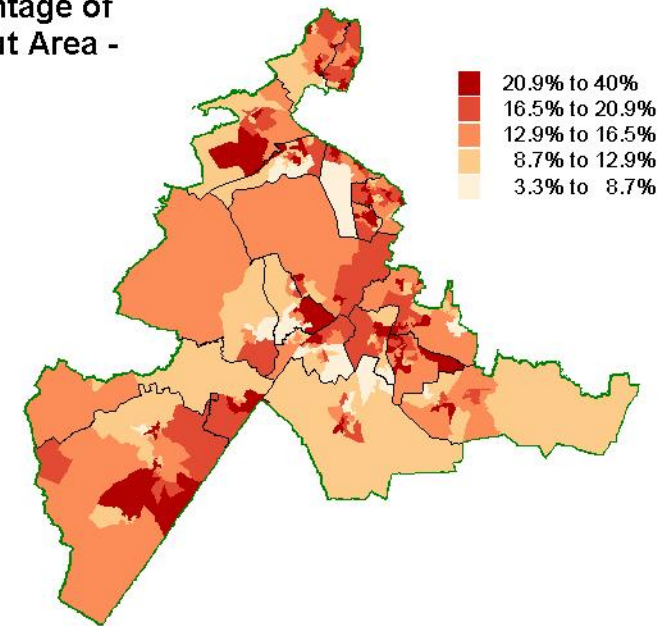 ntage of
ut Area -
20.9% to 40%
16.5% to 20.9%
12.9% to 16.5%
8.7% to 12.9%
3.3% to 8.7%